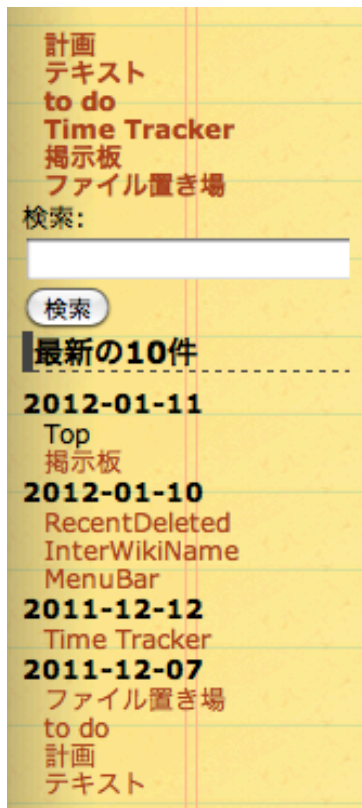 計画
テキスト
to do
Time Tracker
掲示板
ファイル置き場
検索:
検索
最新の10件
2012-01-11
Top
掲示板
2012-01-10
RecentDeleted
InterWikiName
MenuBar
2011-12-12
Time Tracker
2011-12-07
ファイル置き場
to do
計画
テキスト